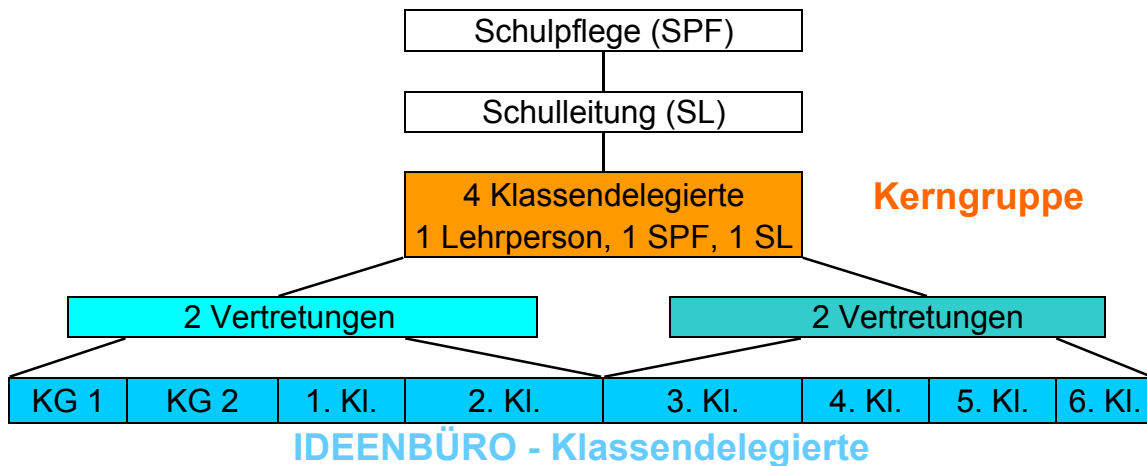 Schulpflege (SPF)
Schulleitung (SL)
4 Klassendelegierte
1 Lehrperson, 1 SPF, 1 SL
Kerngruppe
2 Vertretungen
2 Vertretungen
KG 1
KG 2
1. Kl.
2. Kl.
3. Kl.
4. Kl.
5. Kl.
6. Kl.
IDEENBÜRO - Klassendelegierte